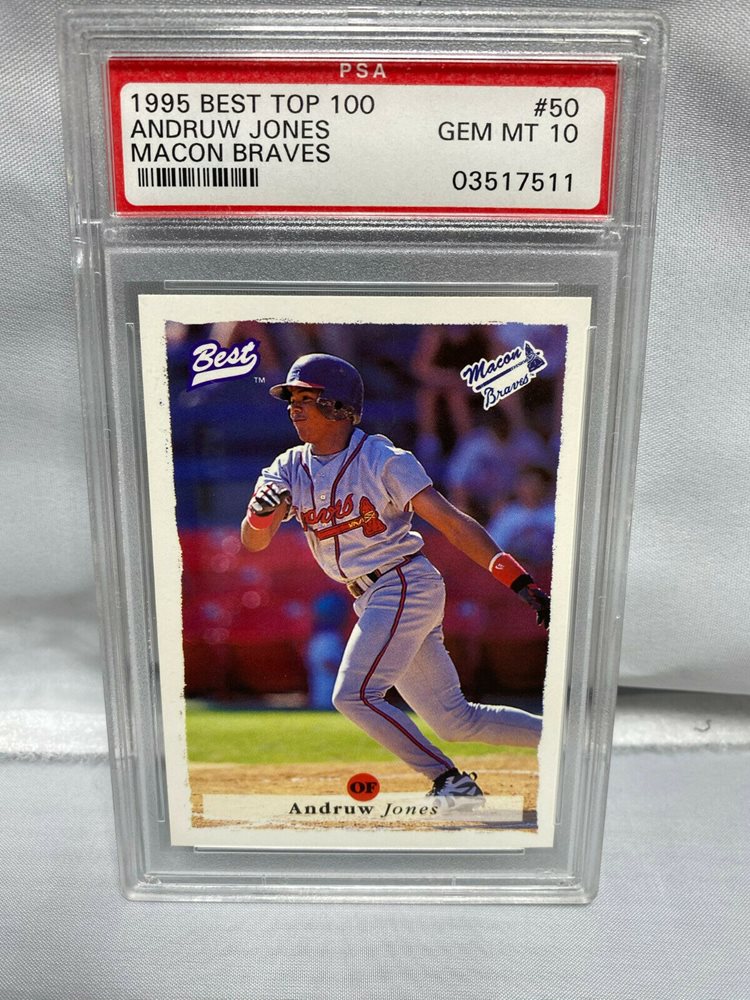 PSA
1995 BEST TOP 100 #50
ANDRUW JONES GEM MT 10
MACON BRAVES
03517511
Best
TM
Macon
Braves
OF
Andruw Jones